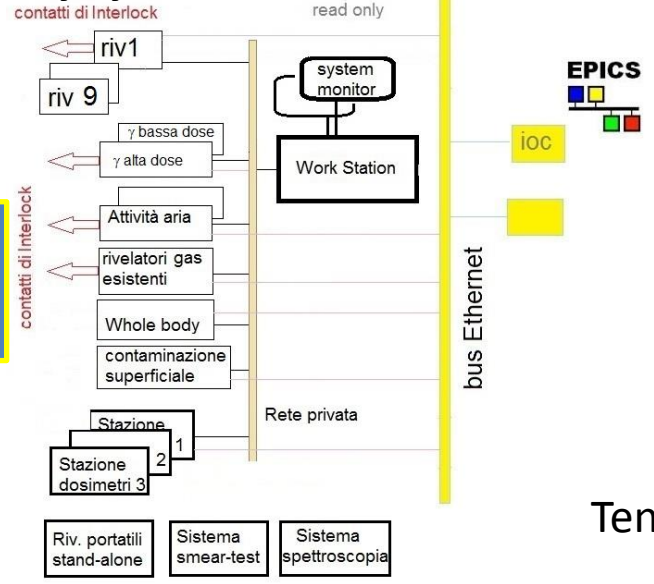 contatti di Interlock
read only
riv1
riv 9
system
monitor
EPICS
γ bassa dose
γ alta dose
Work Station
ioc
contatti di Interlock
Attività aria
rivelatori gas
esistenti
Whole body
contaminazione
superficiale
bus Ethernet
Rete privata
Stazione
1
2
Stazione
dosimetri 3
Riv. portatili
stand-alone
Sistema
smear-test
Sistema
spettroscopia